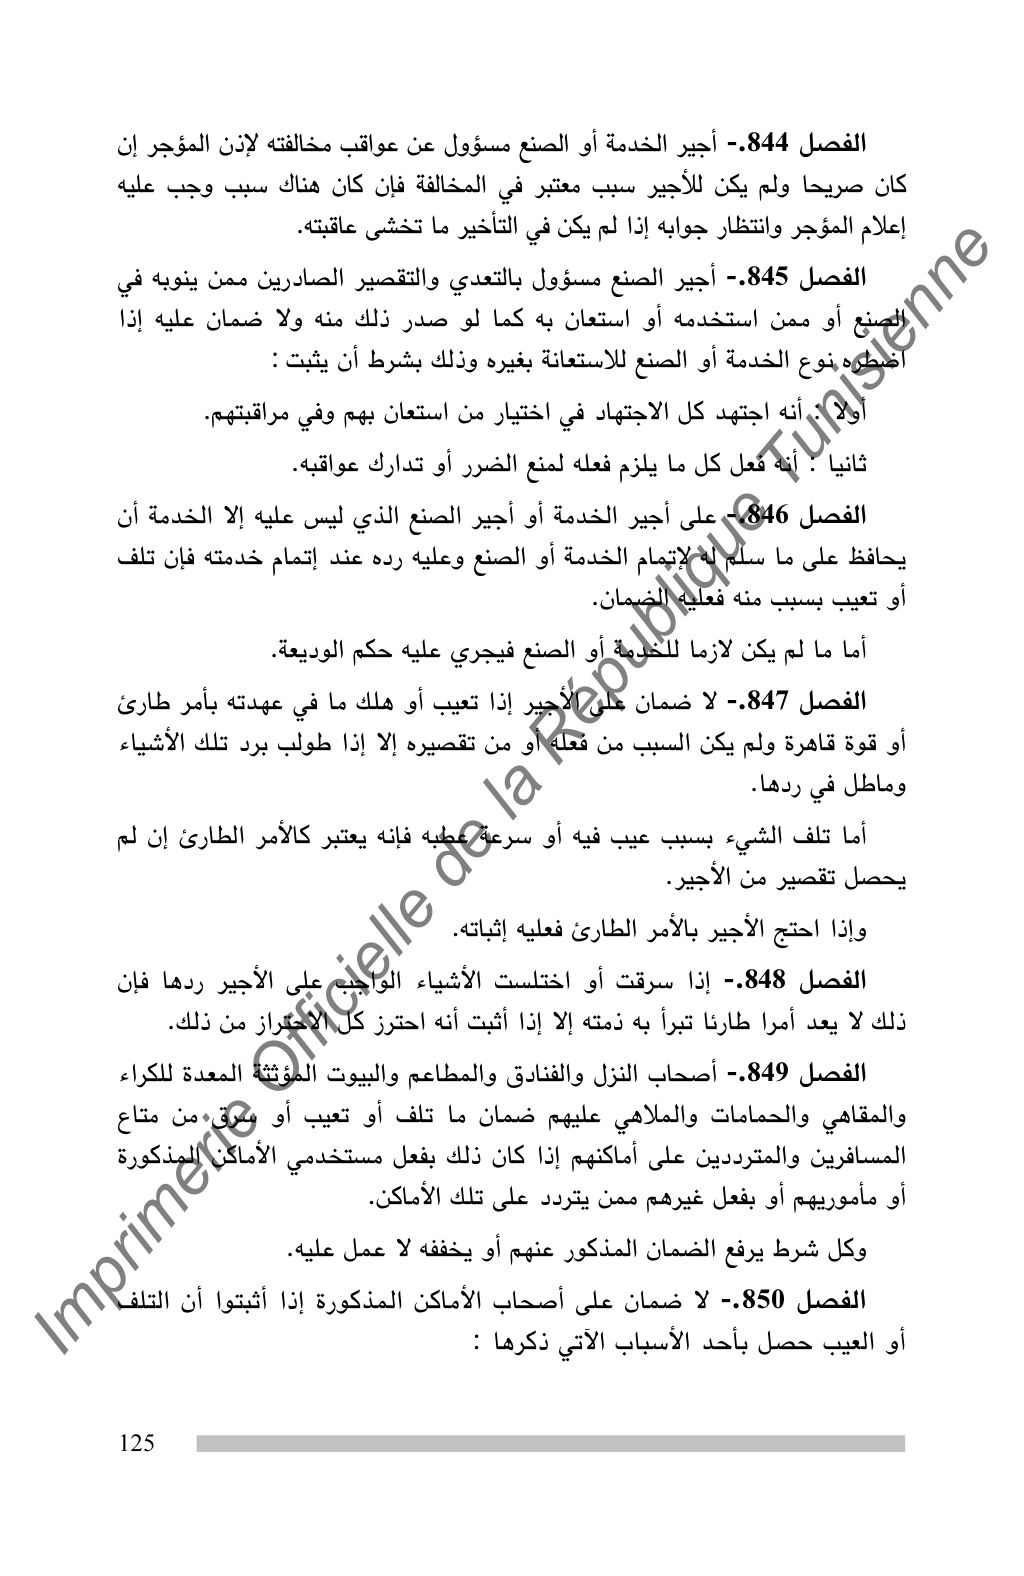 الفصل 844.- أجير الخدمة أو الصنع مسؤول عن عواقب مخالفته لإذن المؤجر إن
كان صريحا ولم يكن للأجير سبب معتبر في المخالفة فإن كان هناك سبب وجب عليه
إعلام المؤجر وانتظار جوابه إذا لم يكن في التأخير ما تخشى عاقبته.
الفصل 845.- أجير الصنع مسؤول بالتعدي والتقصير الصادرين ممن ينوبه في
الصنع أو ممن استخدمه أو استعان به كما لو صدر ذلك منه ولا ضمان عليه إذا
اضطره نوع الخدمة أو الصنع للاستعانة بغيره وذلك بشرط أن يثبت :
أولا : أنه اجتهد كل الاجتهاد في اختيار من استعان بهم وفي مراقبتهم.
ثانيا : أنه فعل كل ما يلزم فعله لمنع الضرر أو تدارك عواقبه.
الفصل 846.- على أجير الخدمة أو أجير الصنع الذي ليس عليه إلا الخدمة أن
يحافظ على ما سلم له لإتمام الخدمة أو الصنع وعليه رده عند إتمام خدمته فإن تلف
أو تعيب بسبب منه فعليه الضمان.
أما ما لم يكن لازما للخدمة أو الصنع فيجري عليه حكم الوديعة.
الفصل 847.- لا ضمان على الأجير إذا تعيب أو هلك ما في عهدته بأمر طارئ
أو قوة قاهرة ولم يكن السبب من فعله أو من تقصيره إلا إذا طولب برد تلك الأشياء
وماطل في ردها.
أما تلف الشيء بسبب عيب فيه أو سرعة عطبه فإنه يعتبر كالأمر الطارئ إن لم
يحصل تقصير من الأجير.
وإذا احتج الأجير بالأمر الطارئ فعليه إثباته.
الفصل 848.- إذا سرقت أو اختلست الأشياء الواجب على الأجير ردها فإن
ذلك لا يعد أمرا طارئا تبرأ به ذمته إلا إذا أثبت أنه احترز كل الاحتراز من ذلك.
الفصل 849.- أصحاب النزل والفنادق والمطاعم والبيوت المؤثثة المعدة للكراء
والمقاهي والحمامات والملاهي عليهم ضمان ما تلف أو تعيب أو سرق من متاع
المسافرين والمترددين على أماكنهم إذا كان ذلك بفعل مستخدمي الأماكن المذكورة
أو مأموريهم أو بفعل غيرهم ممن يتردد على تلك الأماكن.
وكل شرط يرفع الضمان المذكور عنهم أو يخففه لا عمل عليه.
الفصل 850.- لا ضمان على أصحاب الأماكن المذكورة إذا أثبتوا أن التلف
أو العيب حصل بأحد الأسباب الآتي ذكرها :
125
Imprimerie Officielle de la République Tunisienne